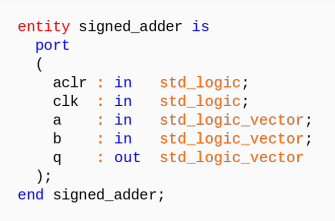 entity signed_adder is
  port
  (
    aclr : in   std_logic;
    clk  : in   std_logic;
    a    : in   std_logic_vector;
    b    : in   std_logic_vector;
    q    : out  std_logic_vector
  );
end signed_adder;